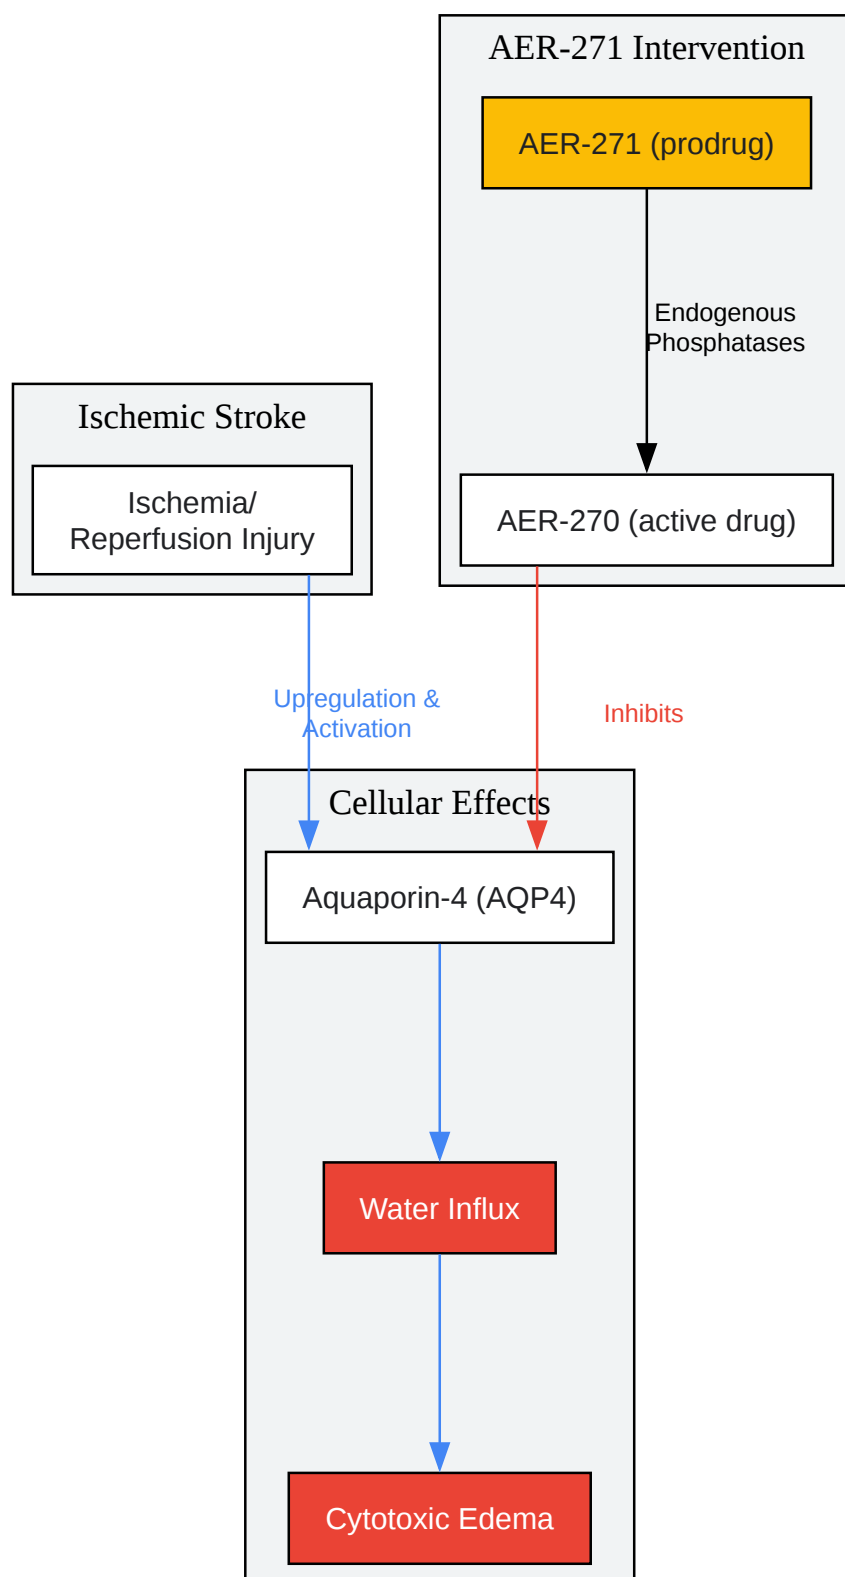 AER-271 Intervention
AER-271 (prodrug)
Endogenous
Phosphatases
AER-270 (active drug)
Ischemic Stroke
Ischemia/
Reperfusion Injury
Upregulation &
Activation
Inhibits
Cellular Effects
Aquaporin-4 (AQP4)
Water Influx
Cytotoxic Edema